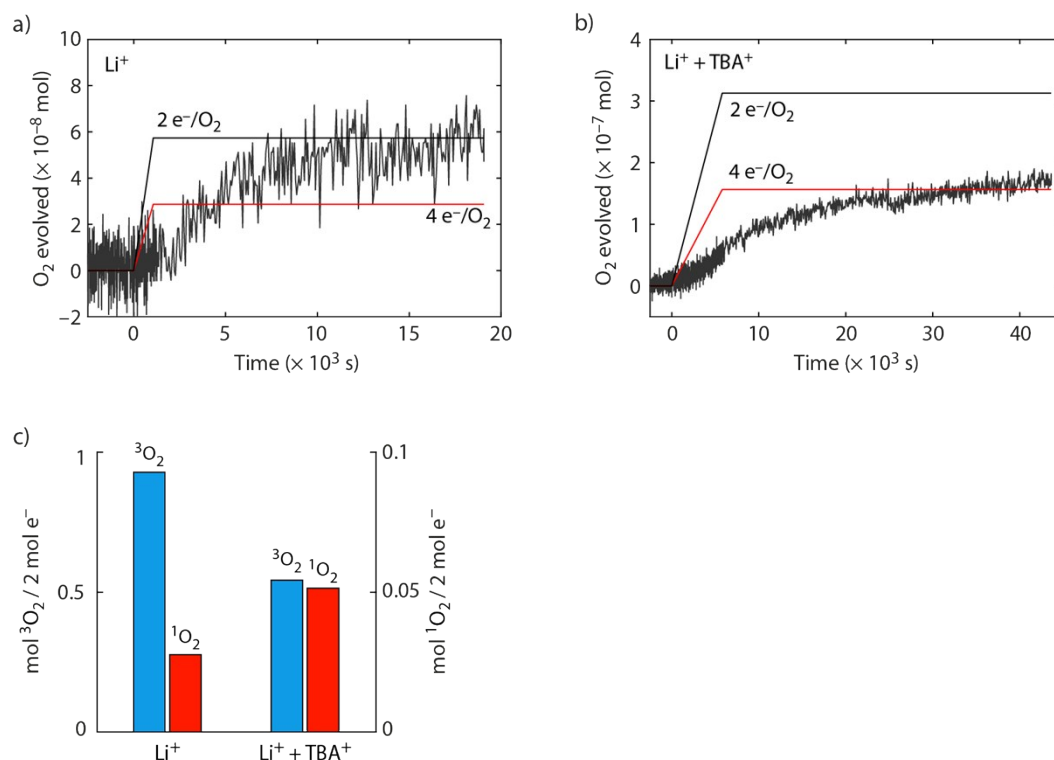 a)
Li⁺
O₂ evolved (× 10⁻⁸ mol)
10
8
6
4
2
0
−2
2 e⁻/O₂
4 e⁻/O₂
0
5
10
15
20
Time (× 10³ s)
b)
Li⁺ + TBA⁺
O₂ evolved (× 10⁻⁷ mol)
4
3
2
1
0
2 e⁻/O₂
4 e⁻/O₂
0
10
20
30
40
Time (× 10³ s)
c)
mol ³O₂ / 2 mol e⁻
1
0.5
0
³O₂
¹O₂
³O₂
¹O₂
Li⁺
Li⁺ + TBA⁺
0.1
0.05
0
mol ¹O₂ / 2 mol e⁻